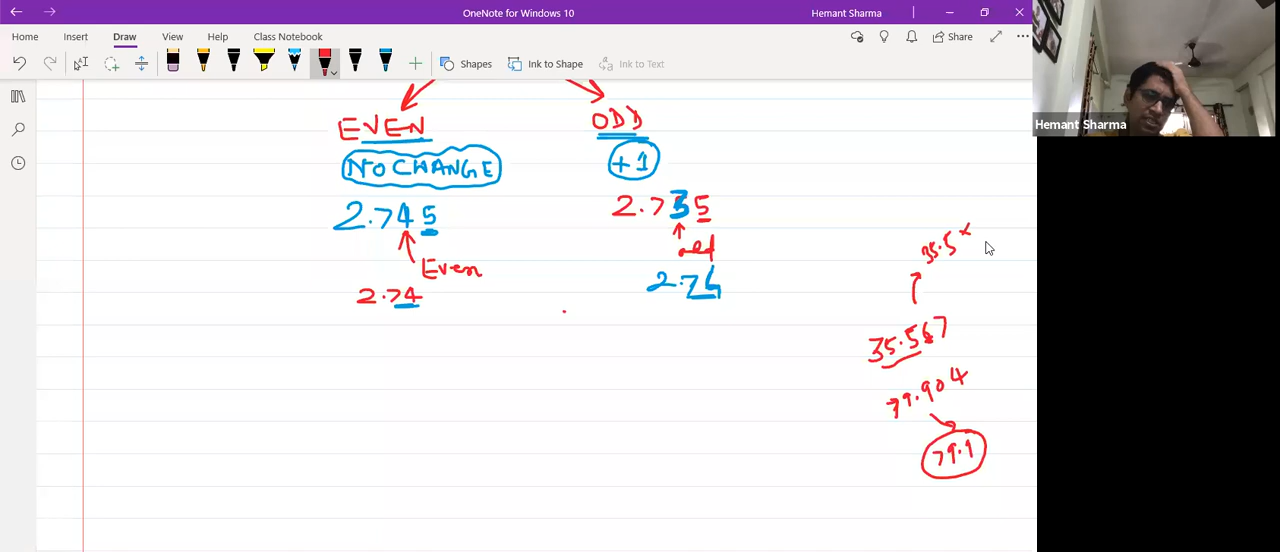 OneNote for Windows 10
Hemant Sharma
Home Insert Draw View Help Class Notebook
Share
Shapes Ink to Shape Ink to Text
Hemant Sharma
EVEN
ODD
NO CHANGE
+1
2.745
2.735
Even
odd
2.74
2.74
35.5 x
35.567
79.904
79.9